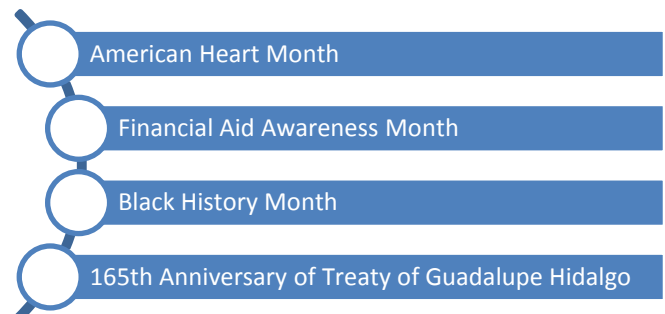 American Heart Month
Financial Aid Awareness Month
Black History Month
165th Anniversary of Treaty of Guadalupe Hidalgo